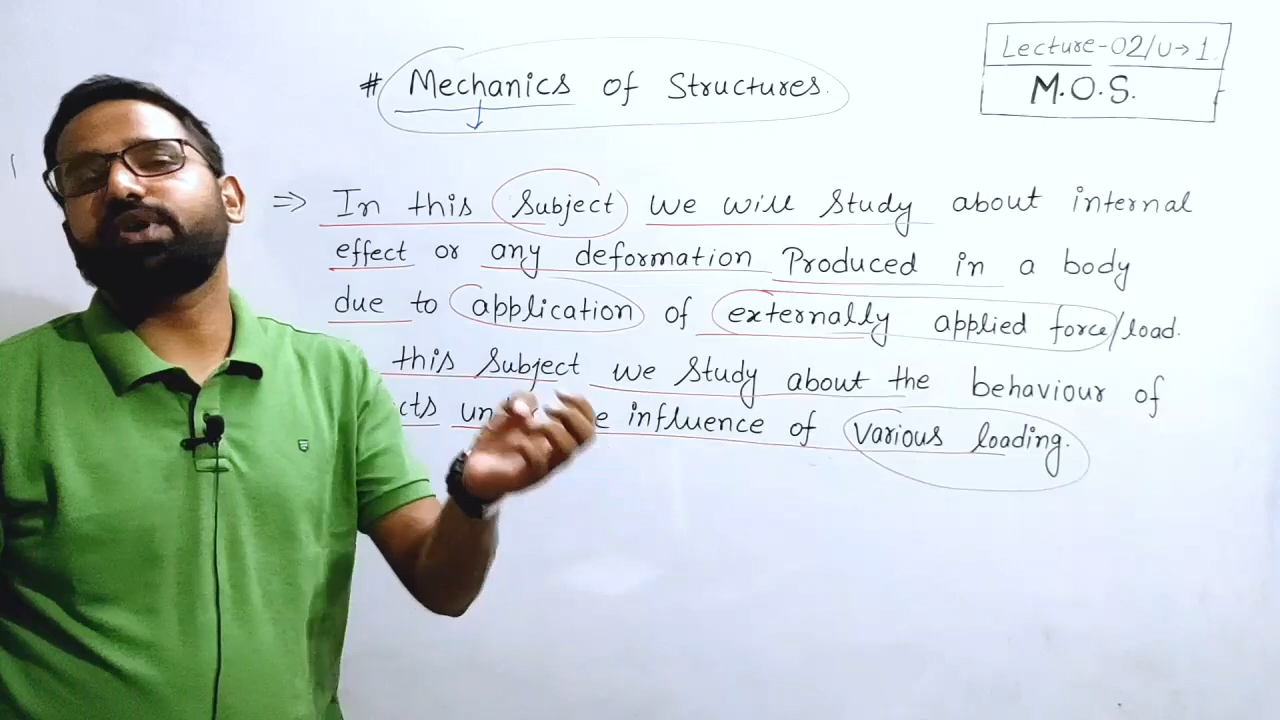 Lecture-02/U→1
M.O.S.
# Mechanics of Structures.
⇒ In this Subject we will study about internal
effect or any deformation Produced in a body
due to application of externally applied force/load.
this Subject we study about the behaviour of
influence of various loading.